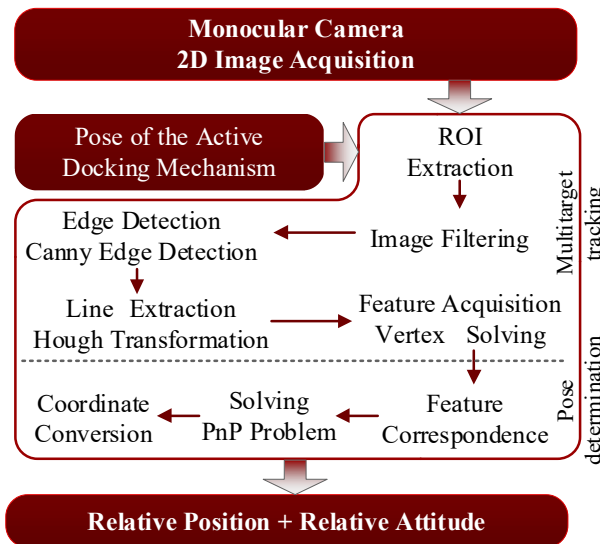 Monocular Camera
2D Image Acquisition
Pose of the Active
Docking Mechanism
ROI
Extraction
Image Filtering
Edge Detection
Canny Edge Detection
Line Extraction
Hough Transformation
Feature Acquisition
Vertex Solving
Multitarget
tracking
Feature
Correspondence
Solving
PnP Problem
Coordinate
Conversion
Pose
determination
Relative Position + Relative Attitude